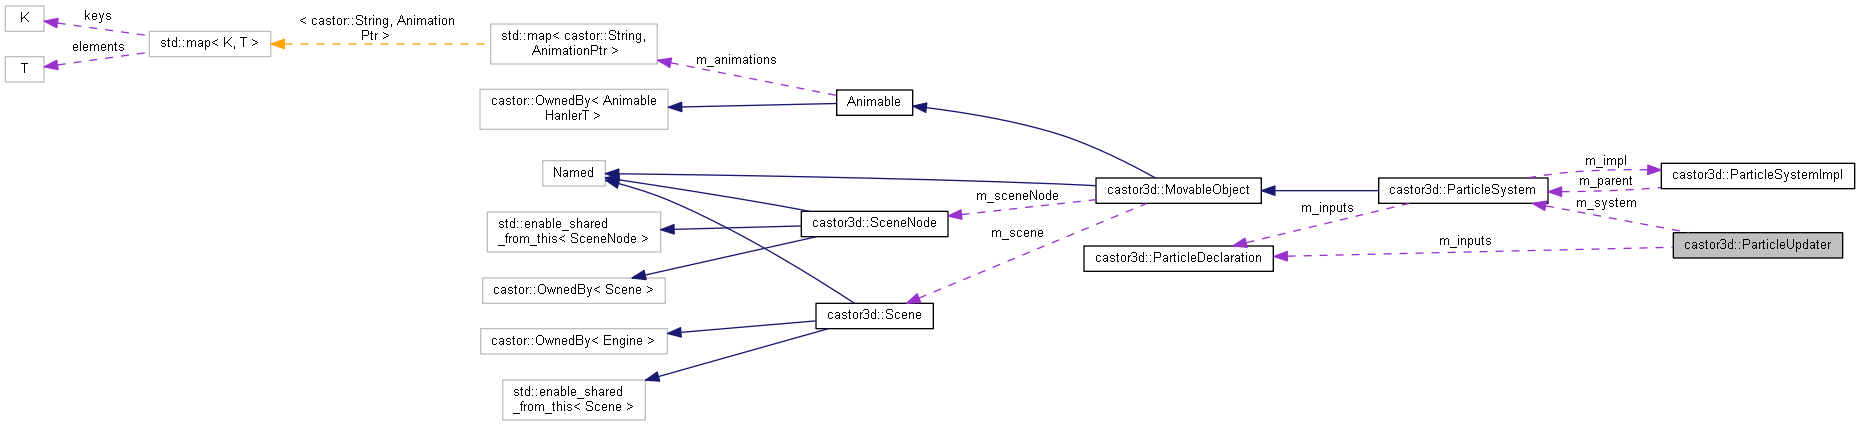 K
keys
< castor::String, Animation
Ptr >
std::map< castor::String,
AnimationPtr >
std::map< K, T >
elements
T
m_animations
castor::OwnedBy< Animable
HanlerT >
Animable
Named
m_sceneNode
castor3d::MovableObject
castor3d::ParticleSystem
m_impl
castor3d::ParticleSystemImpl
m_parent
m_system
m_inputs
std::enable_shared
_from_this< SceneNode >
castor3d::SceneNode
m_scene
m_inputs
castor3d::ParticleUpdater
castor3d::ParticleDeclaration
castor::OwnedBy< Scene >
castor3d::Scene
castor::OwnedBy< Engine >
std::enable_shared
_from_this< Scene >